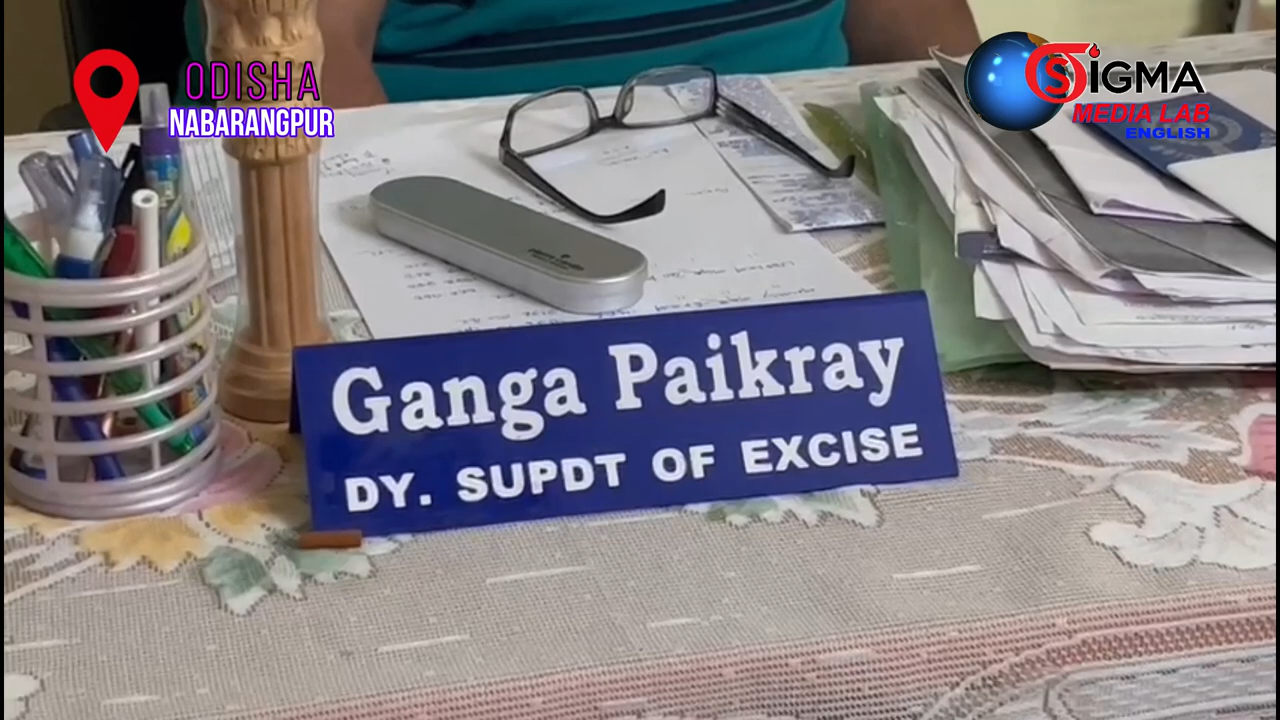 ODISHA
NABARANGPUR
SIGMA
MEDIA LAB
ENGLISH
Ganga Paikray
DY. SUPDT OF EXCISE